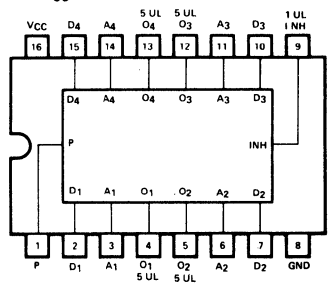 5 UL 5 UL 1 UL
VCC D4 A4 O4 O3 A3 D3 INH
16 15 14 13 12 11 10 9
D4 A4 O4 O3 A3 D3
P INH
D1 A1 O1 O2 A2 D2
1 2 3 4 5 6 7 8
P D1 A1 O1 O2 A2 D2 GND
5 UL 5 UL